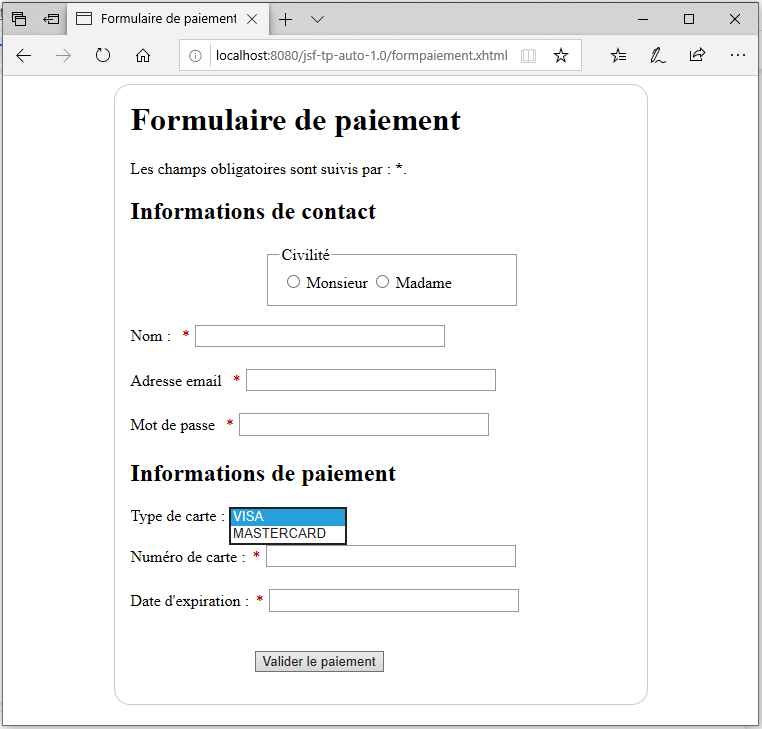 Formulaire de paiement
localhost:8080/jsf-tp-auto-1.0/formpaiement.xhtml
Formulaire de paiement
Les champs obligatoires sont suivis par : *.
Informations de contact
Civilité
Monsieur Madame
Nom : *
Adresse email *
Mot de passe *
Informations de paiement
Type de carte : VISA
MASTERCARD
Numéro de carte : *
Date d'expiration : *
Valider le paiement